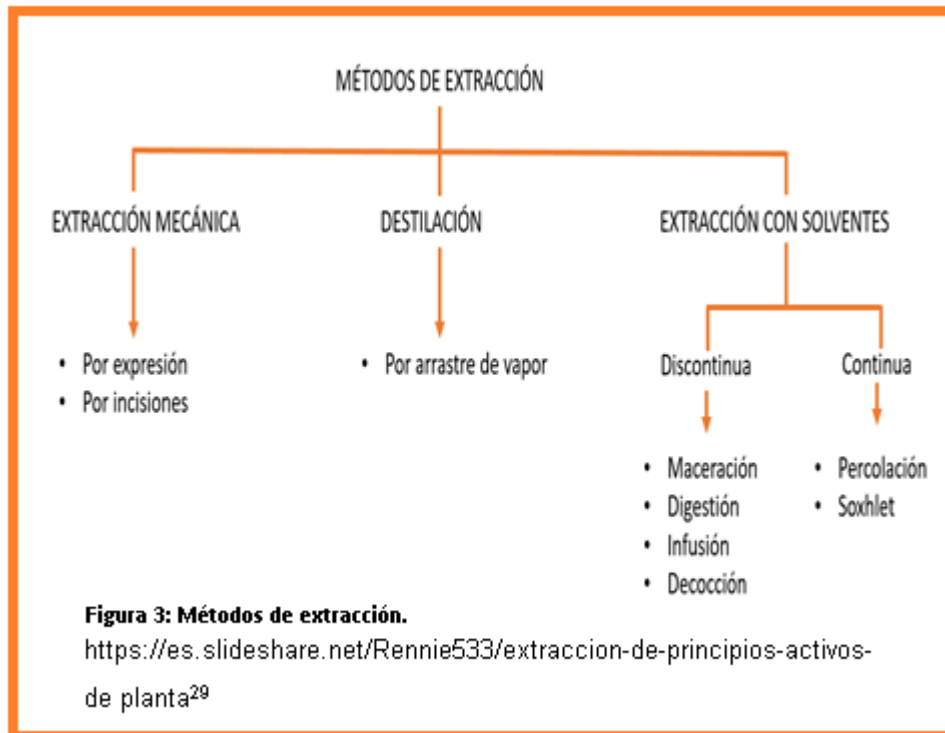 MÉTODOS DE EXTRACCIÓN
EXTRACCIÓN MECÁNICA
• Por expresión
• Por incisiones
DESTILACIÓN
• Por arrastre de vapor
EXTRACCIÓN CON SOLVENTES
Discontinua
• Maceración
• Digestión
• Infusión
• Decocción
Continua
• Percolación
• Soxhlet
Figura 3: Métodos de extracción.
https://es.slideshare.net/Rennie533/extraccion-de-principios-activos-
de planta²⁹